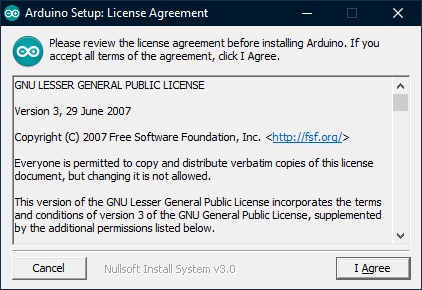 Arduino Setup: License Agreement
Please review the license agreement before installing Arduino. If you
accept all terms of the agreement, click I Agree.
GNU LESSER GENERAL PUBLIC LICENSE
Version 3, 29 June 2007
Copyright (C) 2007 Free Software Foundation, Inc. <http://fsf.org/>
Everyone is permitted to copy and distribute verbatim copies of this license
document, but changing it is not allowed.
This version of the GNU Lesser General Public License incorporates the terms
and conditions of version 3 of the GNU General Public License, supplemented
by the additional permissions listed below.
Cancel
Nullsoft Install System v3.0
I Agree